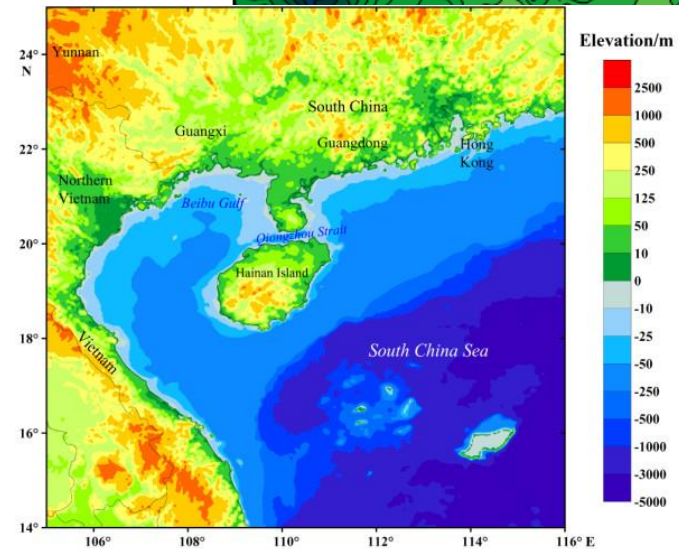 24°
N
22°
20°
18°
16°
14°
Yunnan
South China
Guangxi
Guangdong
Hong
Kong
Northern
Vietnam
Beibu Gulf
Qiangzhou Strait
Hainan Island
Vietnam
South China Sea
106°
108°
110°
112°
114°
116° E
Elevation/m
2500
1000
500
250
125
50
10
0
-10
-25
-50
-250
-500
-1000
-3000
-5000